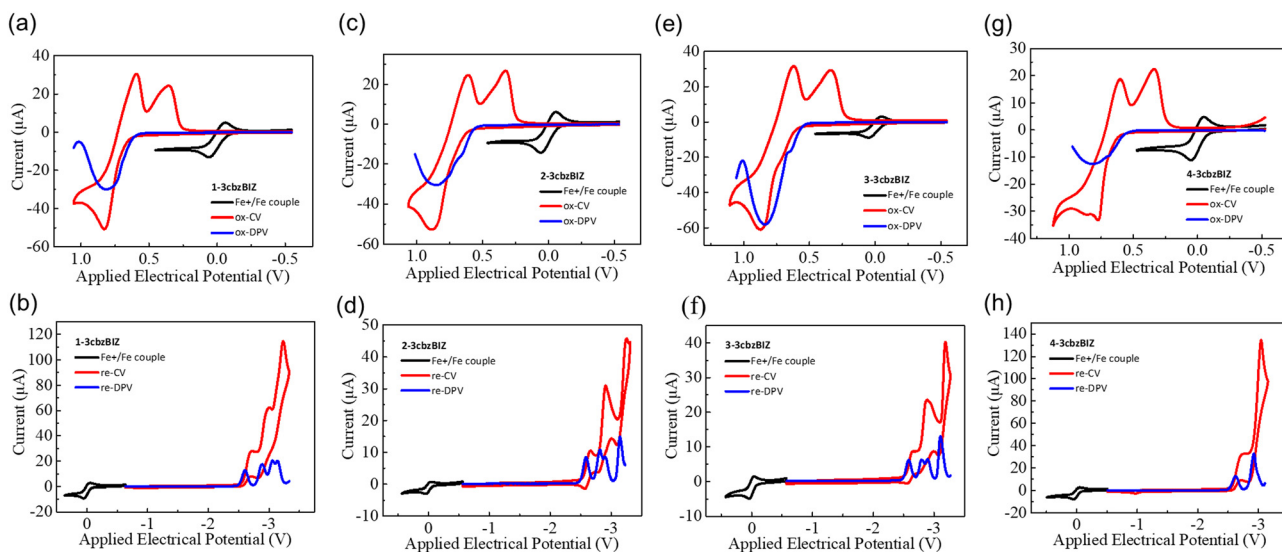 (a)
40
20
0
-20
-40
-60
Current (μA)
1-3cbzBIZ
Fe+/Fe couple
ox-CV
ox-DPV
1.0 0.5 0.0 -0.5
Applied Electrical Potential (V)
(c)
20
0
-20
-40
-60
Current (μA)
2-3cbzBIZ
Fe+/Fe couple
ox-CV
ox-DPV
1.0 0.5 0.0 -0.5
Applied Electrical Potential (V)
(e)
40
20
0
-20
-40
-60
Current (μA)
3-3cbzBIZ
Fe+/Fe couple
ox-CV
ox-DPV
1.0 0.5 0.0 -0.5
Applied Electrical Potential (V)
(g)
30
20
10
0
-10
-20
-30
-40
Current (μA)
4-3cbzBIZ
Fe+/Fe couple
ox-CV
ox-DPV
1.0 0.5 0.0 -0.5
Applied Electrical Potential (V)
(b)
120
100
80
60
40
20
0
-20
Current (μA)
1-3cbzBIZ
Fe+/Fe couple
re-CV
re-DPV
0 -1 -2 -3
Applied Electrical Potential (V)
(d)
50
40
30
20
10
0
-10
Current (μA)
2-3cbzBIZ
Fe+/Fe couple
re-CV
re-DPV
0 -1 -2 -3
Applied Electrical Potential (V)
(f)
40
30
20
10
0
-10
Current (μA)
3-3cbzBIZ
Fe+/Fe couple
re-CV
re-DPV
0 -1 -2 -3
Applied Electrical Potential (V)
(h)
140
120
100
80
60
40
20
0
-20
Current (μA)
4-3cbzBIZ
Fe+/Fe couple
re-CV
re-DPV
0 -1 -2 -3
Applied Electrical Potential (V)